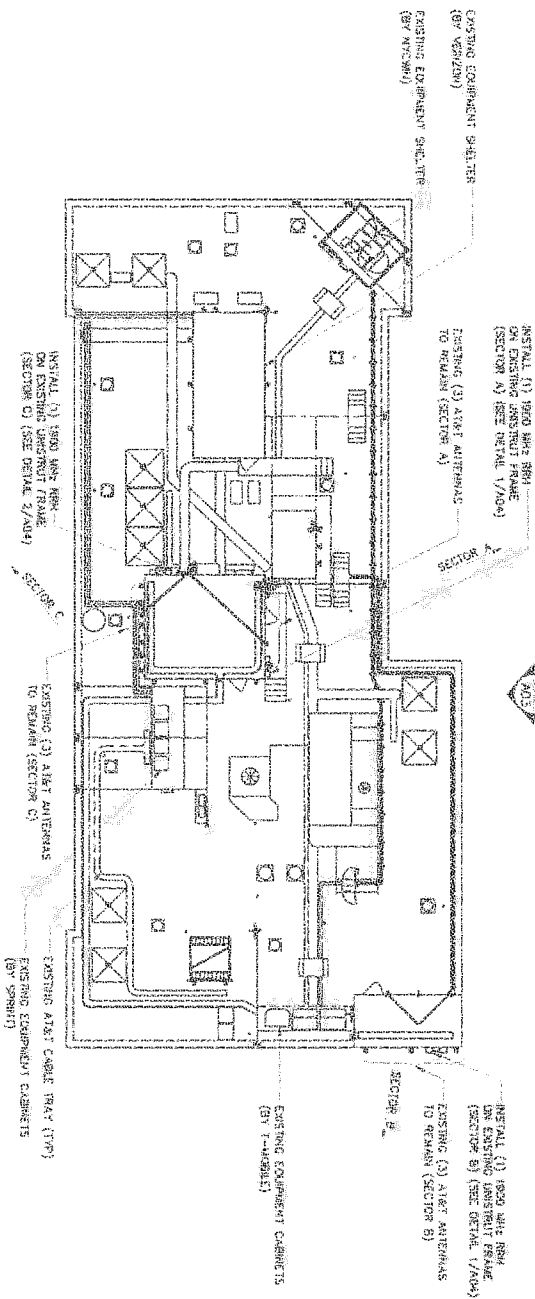 EXISTING EQUIPMENT SHELTER
(BY VERIZON)
EXISTING EQUIPMENT SHELTER
(BY NYCWIN)
INSTALL (1) 1900 MHz RRH
ON EXISTING UNISTRUT FRAME
(SECTOR A) (SEE DETAIL 1/A04)
EXISTING (3) AT&T ANTENNAS
TO REMAIN (SECTOR A)
SECTOR A
A03
INSTALL (1) 1900 MHz RRH
ON EXISTING UNISTRUT FRAME
(SECTOR B) (SEE DETAIL 1/A04)
EXISTING (3) AT&T ANTENNAS
TO REMAIN (SECTOR B)
SECTOR B
EXISTING EQUIPMENT CABINETS
(BY T-MOBILE)
INSTALL (1) 1900 MHz RRH
ON EXISTING UNISTRUT FRAME
(SECTOR C) (SEE DETAIL 2/A04)
SECTOR C
EXISTING (3) AT&T ANTENNAS
TO REMAIN (SECTOR C)
EXISTING AT&T CABLE TRAY (TYP)
EXISTING EQUIPMENT CABINETS
(BY SPRINT)